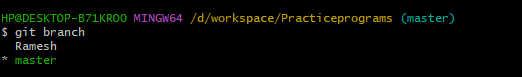 HP@DESKTOP-B71KROO MINGW64 /d/workspace/Practiceprograms (master)
$ git branch
  Ramesh
* master